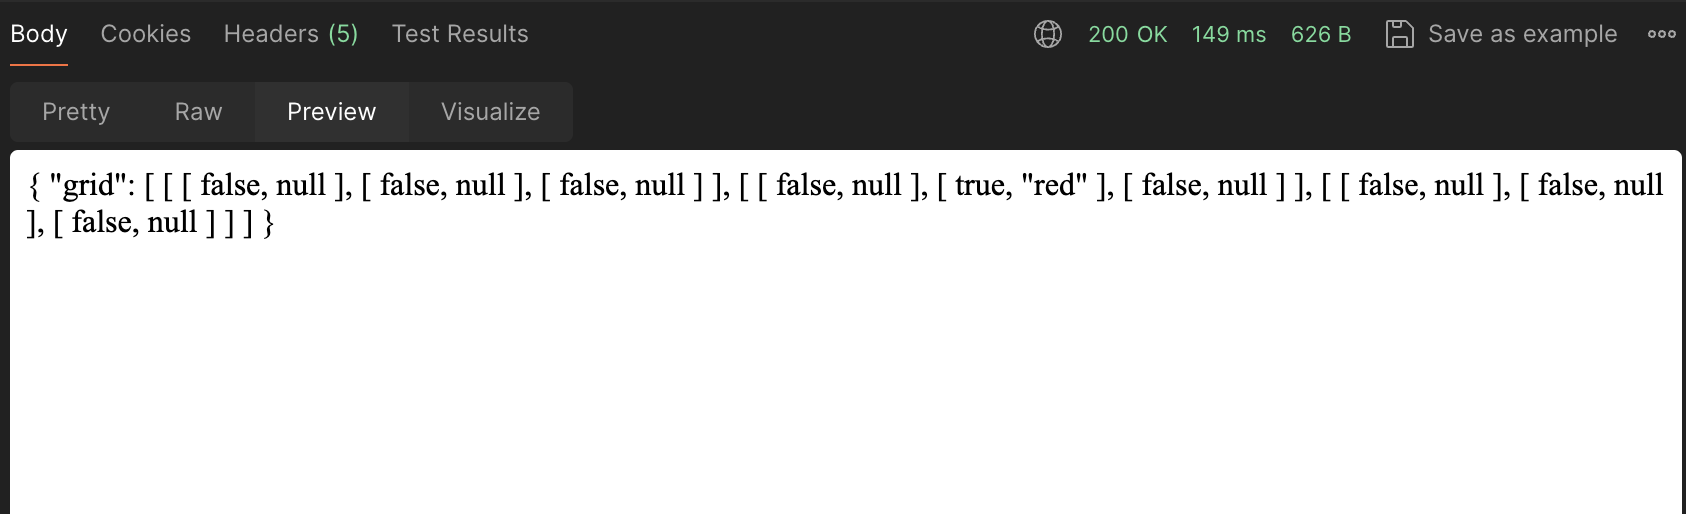 Body Cookies Headers (5) Test Results 200 OK 149 ms 626 B Save as example
Pretty Raw Preview Visualize
{ "grid": [ [ [ false, null ], [ false, null ], [ false, null ] ], [ [ false, null ], [ true, "red" ], [ false, null ] ], [ [ false, null ], [ false, null
], [ false, null ] ] ] }